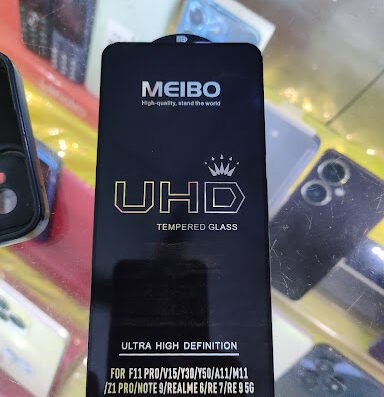 MEIBO
High-quality, stand the world
UHD
TEMPERED GLASS
ULTRA HIGH DEFINITION
FOR F11 PRO/V15/Y30/Y50/A11/M11
/Z1 PRO/NOTE 9/REALME 6/RE 7/RE 9 5G